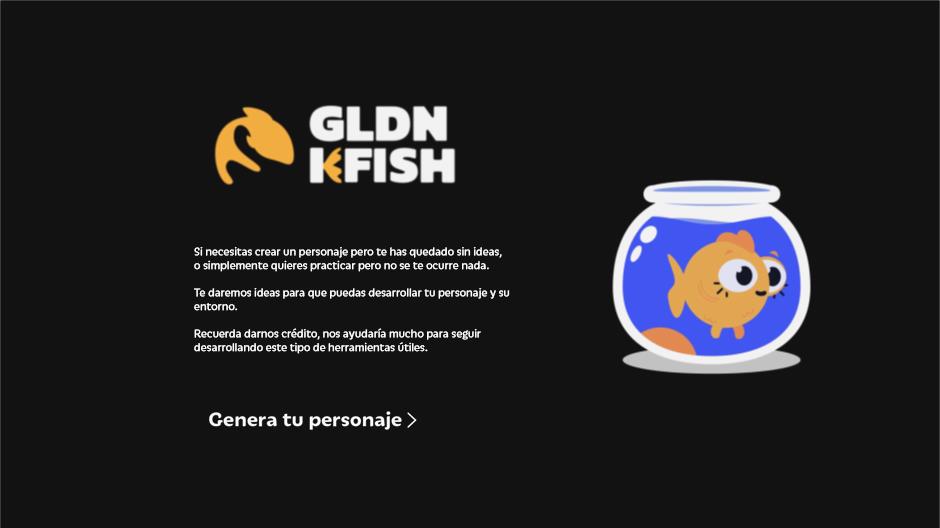 GLDN
FISH
Si necesitas crear un personaje pero te has quedado sin ideas,
o simplemente quieres practicar pero no se te ocurre nada.
Te daremos ideas para que puedas desarrollar tu personaje y su
entorno.
Recuerda darnos crédito, nos ayudaría mucho para seguir
desarrollando este tipo de herramientas útiles.
Genera tu personaje >